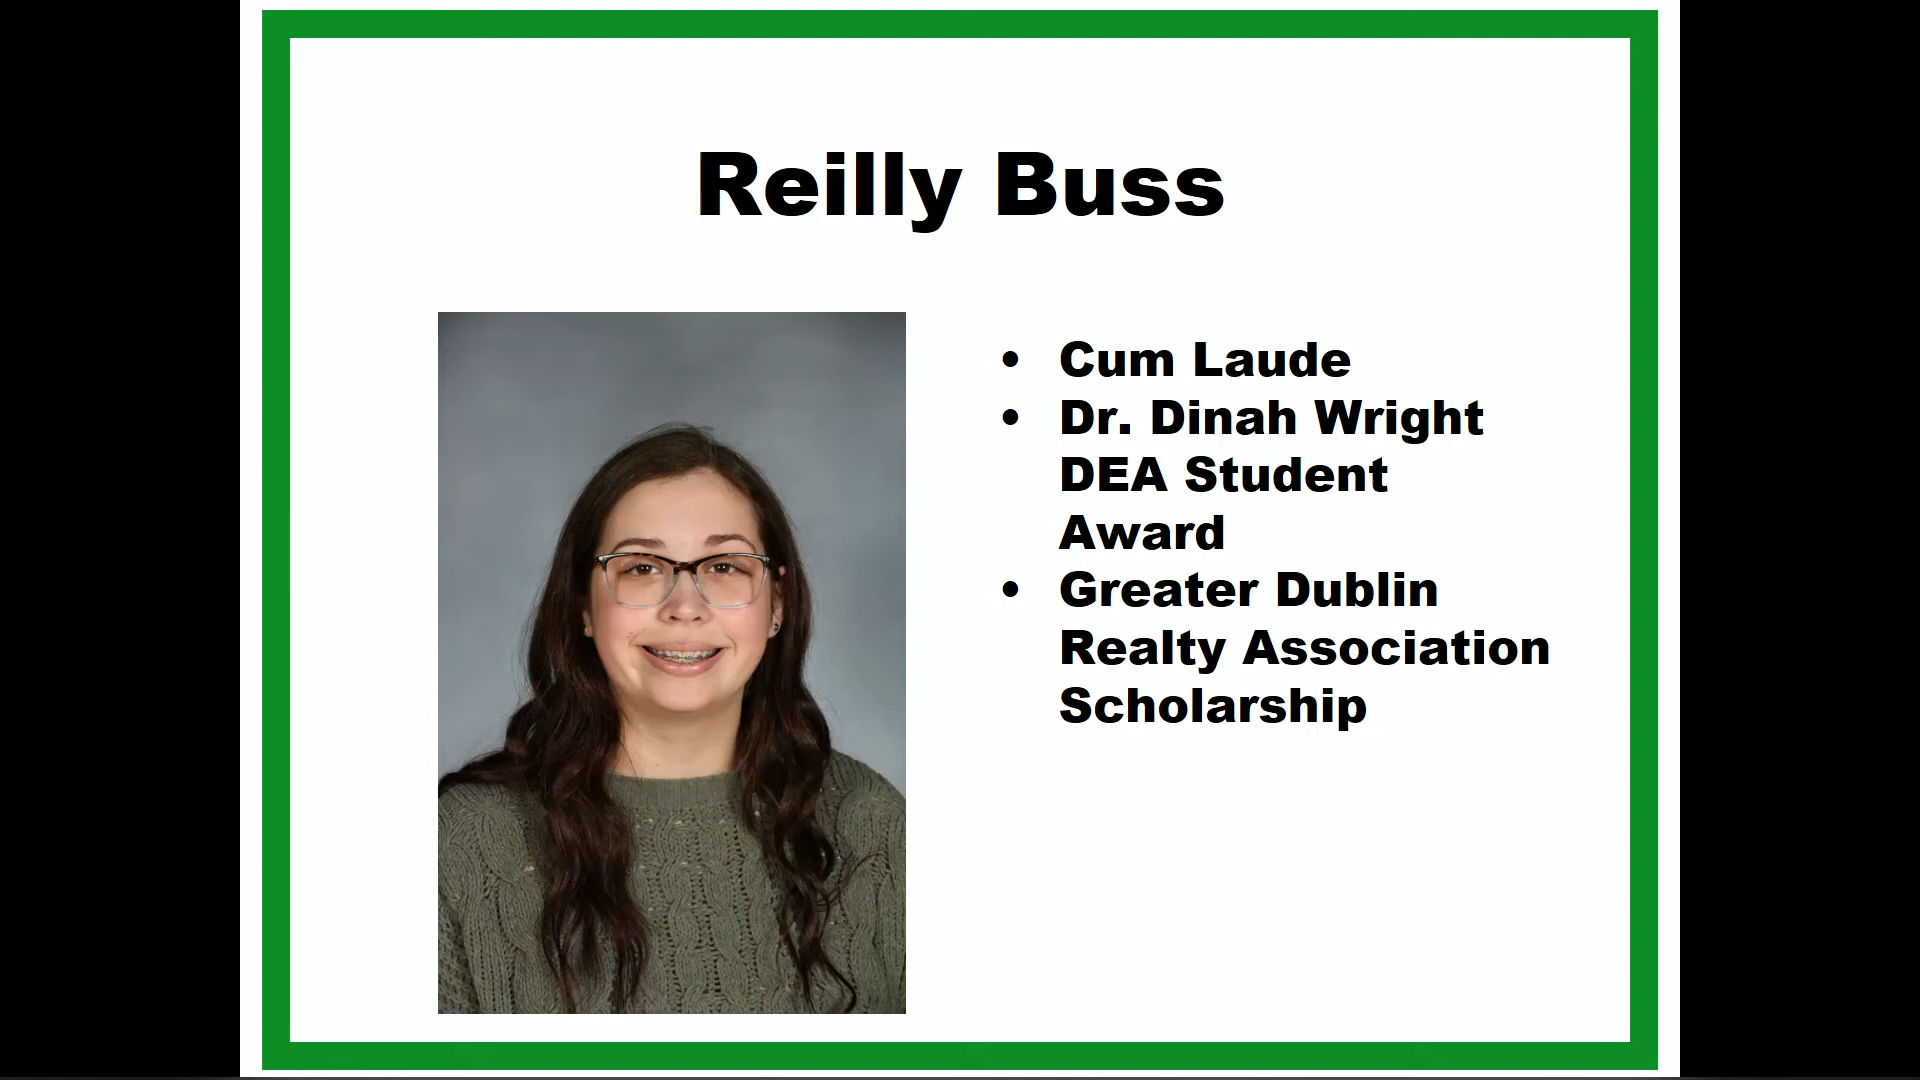 Reilly Buss
• Cum Laude
• Dr. Dinah Wright
DEA Student
Award
• Greater Dublin
Realty Association
Scholarship